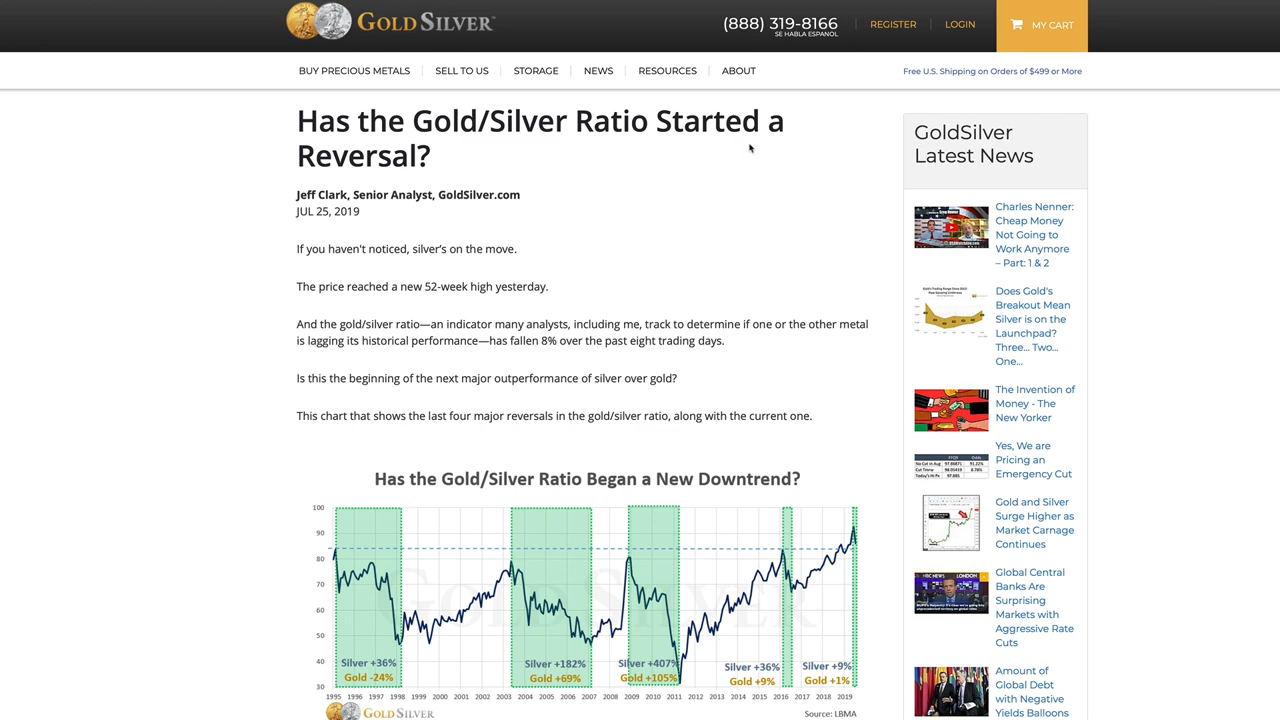 GOLDSILVER
(888) 319-8166
SE HABLA ESPANOL
REGISTER
LOGIN
MY CART
BUY PRECIOUS METALS
SELL TO US
STORAGE
NEWS
RESOURCES
ABOUT
Free U.S. Shipping on Orders of $499 or More
Has the Gold/Silver Ratio Started a
Reversal?
Jeff Clark, Senior Analyst, GoldSilver.com
JUL 25, 2019
If you haven't noticed, silver's on the move.
The price reached a new 52-week high yesterday.
And the gold/silver ratio—an indicator many analysts, including me, track to determine if one or the other metal
is lagging its historical performance—has fallen 8% over the past eight trading days.
Is this the beginning of the next major outperformance of silver over gold?
This chart that shows the last four major reversals in the gold/silver ratio, along with the current one.
Has the Gold/Silver Ratio Began a New Downtrend?
100
90
80
70
60
50
40
30
GOLDSILVER
Silver +36%
Gold -24%
Silver +182%
Gold +69%
Silver +407%
Gold +105%
Silver +36%
Gold +9%
Silver +9%
Gold +1%
1995 1996 1997 1998 1999 2000 2001 2002 2003 2004 2005 2006 2007 2008 2009 2010 2011 2012 2013 2014 2015 2016 2017 2018 2019
GOLDSILVER
Source: LBMA
GoldSilver
Latest News
Charles Nenner:
Cheap Money
Not Going to
Work Anymore
– Part: 1 & 2
Does Gold's
Breakout Mean
Silver is on the
Launchpad?
Three... Two...
One...
The Invention of
Money - The
New Yorker
Yes, We are
Pricing an
Emergency Cut
Gold and Silver
Surge Higher as
Market Carnage
Continues
LONDON
Global Central
Banks Are
Surprising
Markets with
Aggressive Rate
Cuts
Amount of
Global Debt
with Negative
Yields Balloons